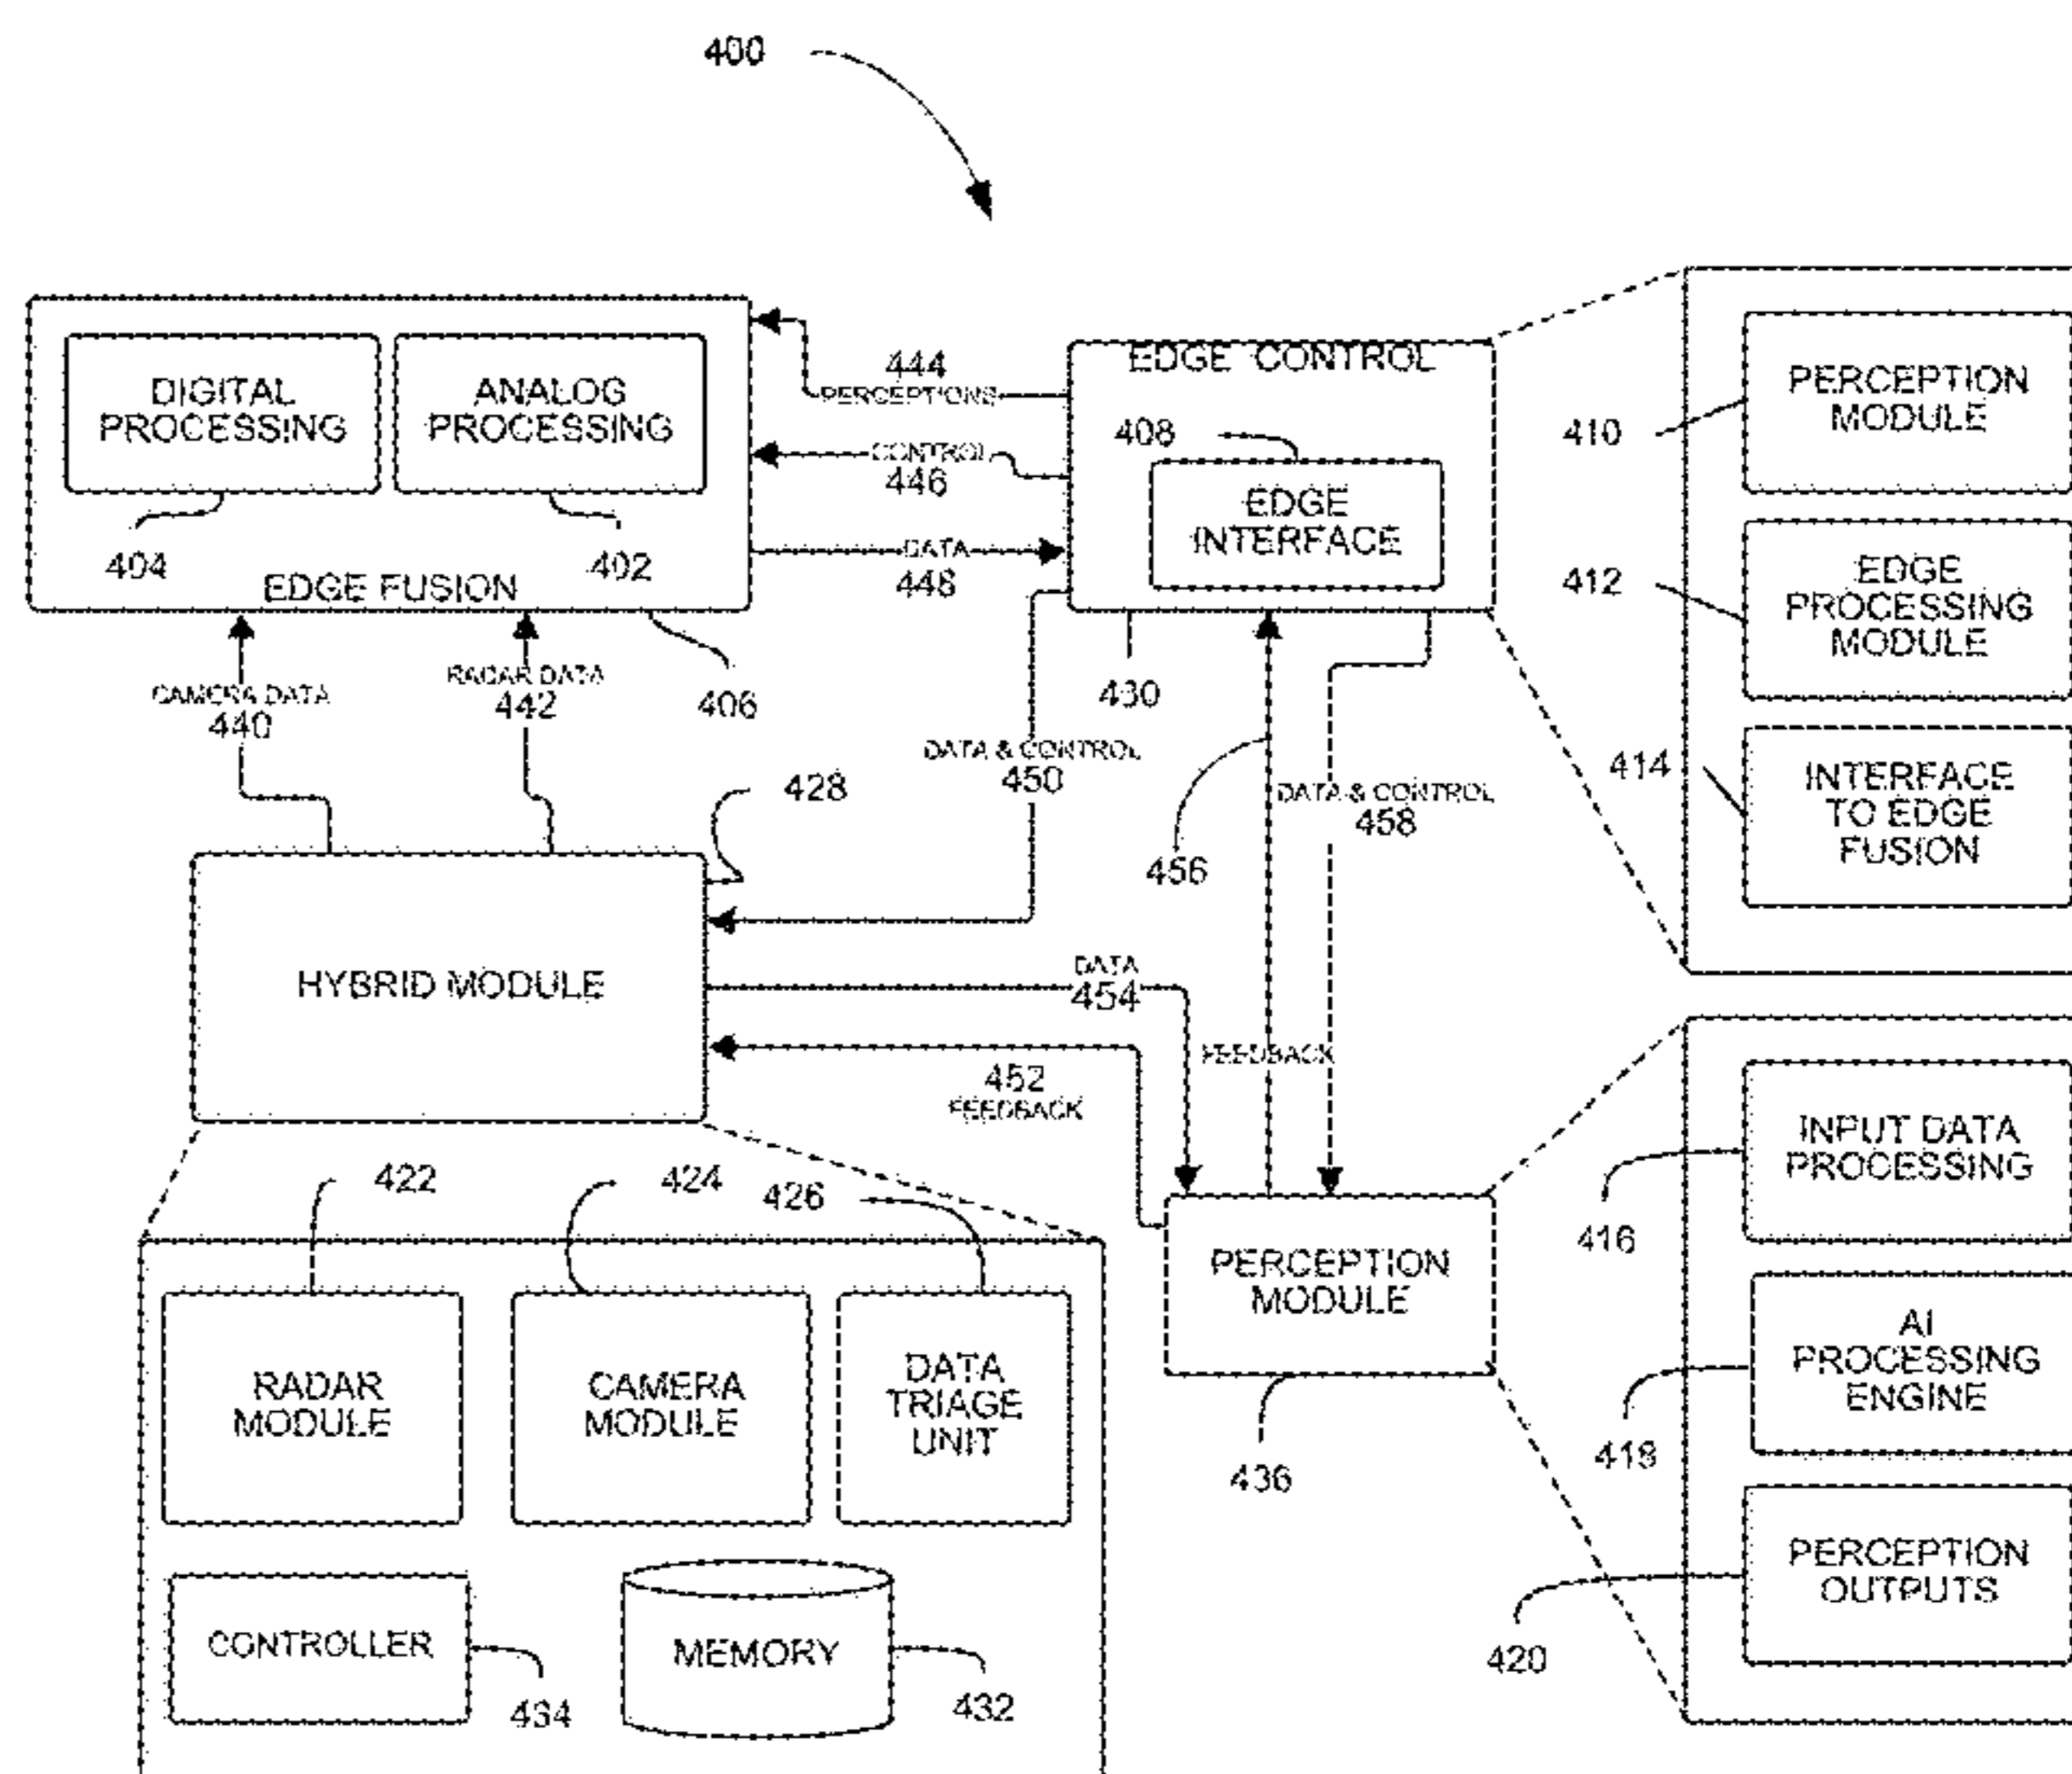 400
DIGITAL
PROCESSING
ANALOG
PROCESSING
404
402
EDGE FUSION
406
444
PERCEPTIONS
CONTROL
446
DATA
448
EDGE CONTROL
408
EDGE
INTERFACE
430
410
PERCEPTION
MODULE
412
EDGE
PROCESSING
MODULE
414
INTERFACE
TO EDGE
FUSION
CAMERA DATA
440
RADAR DATA
442
DATA & CONTROL
450
428
456
DATA & CONTROL
458
HYBRID MODULE
DATA
454
452
FEEDBACK
FEEDBACK
PERCEPTION
MODULE
436
INPUT DATA
PROCESSING
416
AI
PROCESSING
ENGINE
418
PERCEPTION
OUTPUTS
420
422
424
426
RADAR
MODULE
CAMERA
MODULE
DATA
TRIAGE
UNIT
CONTROLLER
434
MEMORY
432